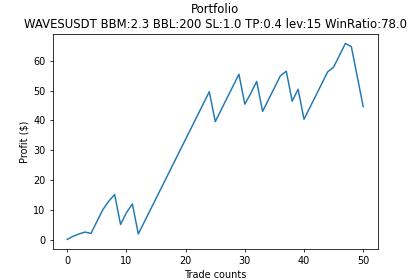 Portfolio
WAVESUSDT BBM:2.3 BBL:200 SL:1.0 TP:0.4 lev:15 WinRatio:78.0
Profit ($)
60
50
40
30
20
10
0
0 10 20 30 40 50
Trade counts